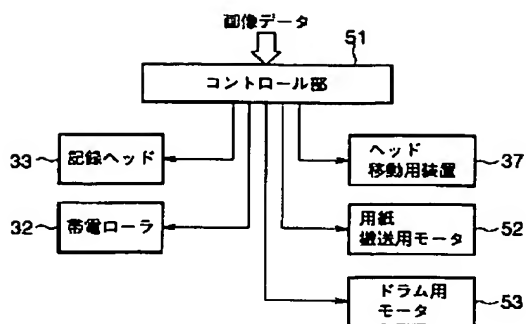 画像データ
51
コントロール部
33 記録ヘッド
ヘッド
移動用装置 37
32 帯電ローラ
用紙
搬送用モータ 52
ドラム用
モータ 53